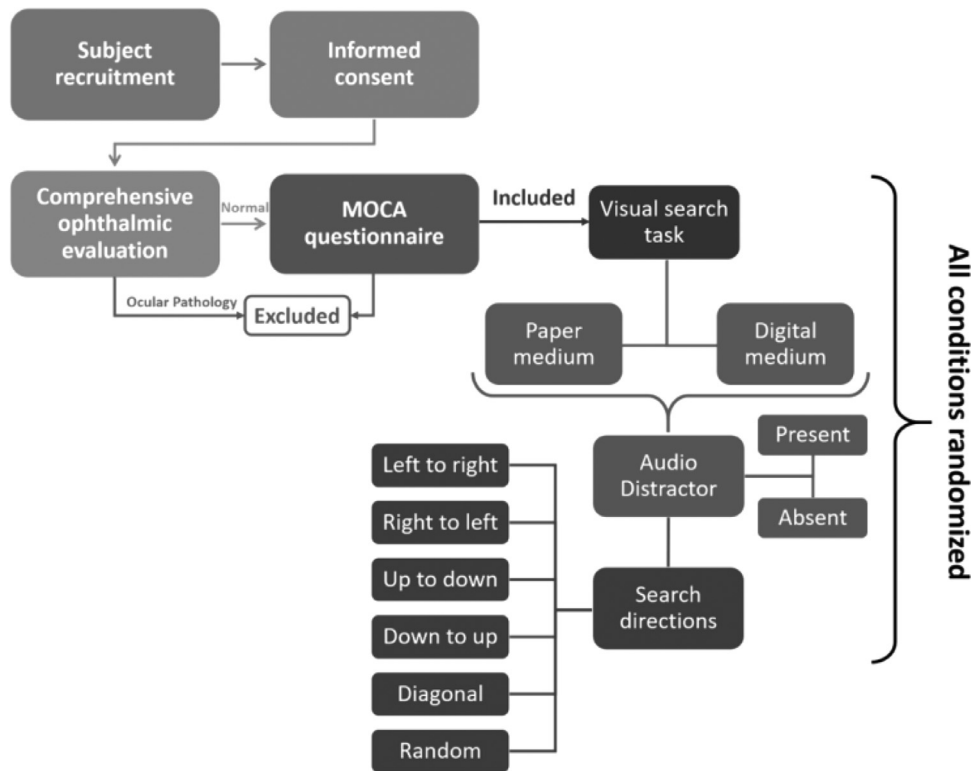 Subject
recruitment
Informed
consent
Comprehensive
ophthalmic
evaluation
Normal
MOCA
questionnaire
Included
Visual search
task
Ocular Pathology
Excluded
Paper
medium
Digital
medium
Audio
Distractor
Present
Absent
Search
directions
Left to right
Right to left
Up to down
Down to up
Diagonal
Random
All conditions randomized